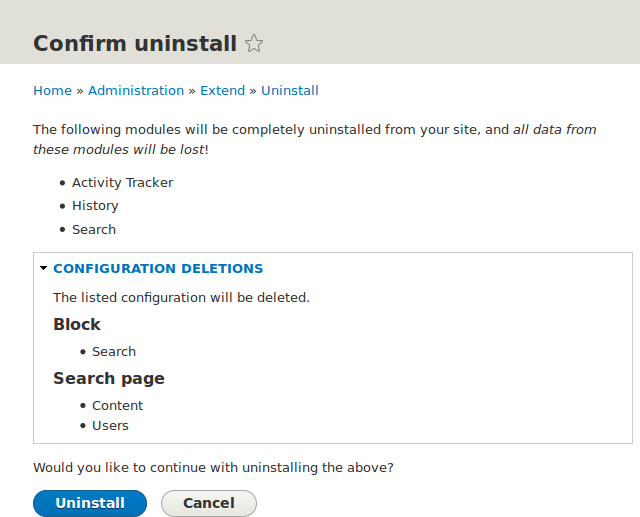 Confirm uninstall
Home » Administration » Extend » Uninstall
The following modules will be completely uninstalled from your site, and all data from
these modules will be lost!
• Activity Tracker
• History
• Search
CONFIGURATION DELETIONS
The listed configuration will be deleted.
Block
• Search
Search page
• Content
• Users
Would you like to continue with uninstalling the above?
Uninstall Cancel